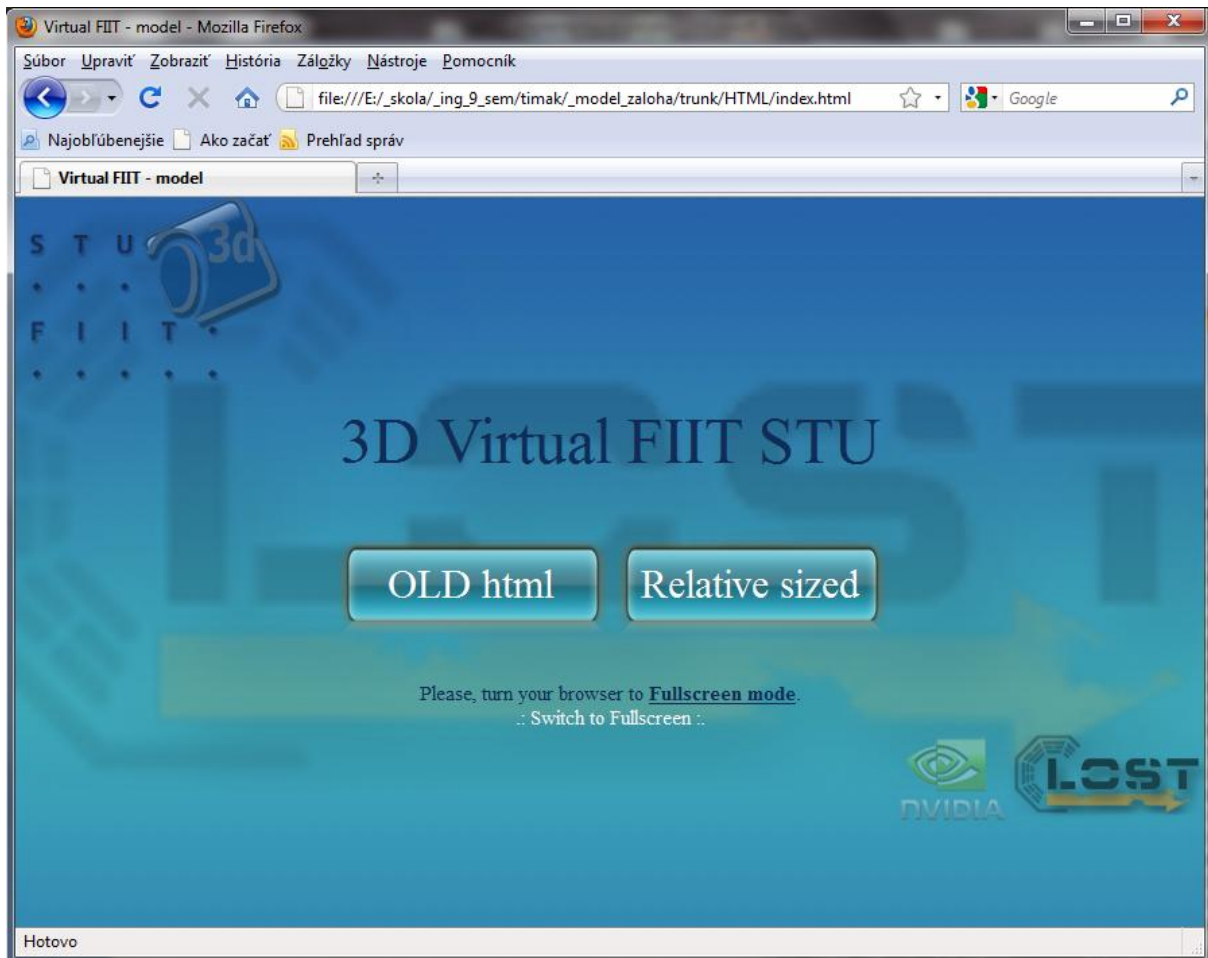 Virtual FIIT - model - Mozilla Firefox
Súbor Upraviť Zobraziť História Záložky Nástroje Pomocník
file:///E:/_skola/_ing_9_sem/timak/_model_zaloha/trunk/HTML/index.html Google
Najobľúbenejšie Ako začať Prehľad správ
Virtual FIIT - model
S T U
3d
F I I T
LOST
3D Virtual FIIT STU
OLD html Relative sized
Please, turn your browser to Fullscreen mode.
.: Switch to Fullscreen :.
NVIDIA
LOST
Hotovo